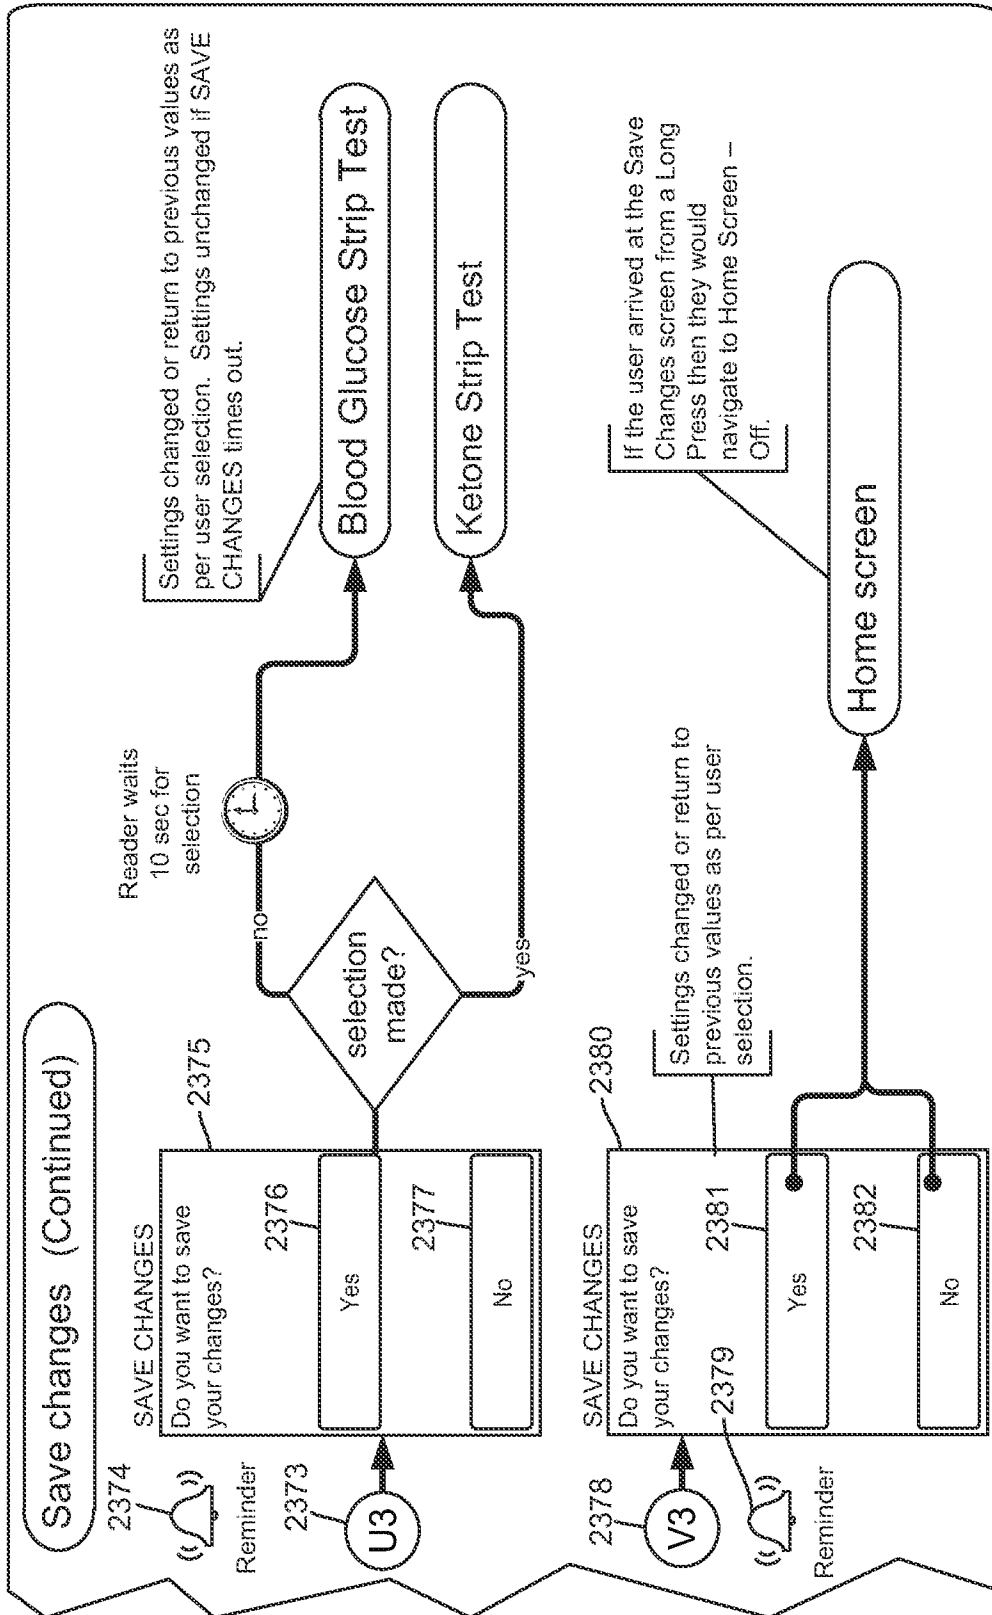 Save changes (Continued)
2374
Reminder
2373
U3
SAVE CHANGES
Do you want to save
your changes?
2376
Yes
2377
No
2375
selection
made?
no
yes
Reader waits
10 sec for
selection
Settings changed or return to previous values as
per user selection. Settings unchanged if SAVE
CHANGES times out.
Blood Glucose Strip Test
Ketone Strip Test
2378
V3
Reminder
2379
SAVE CHANGES
Do you want to save
your changes?
2381
Yes
2382
No
2380
Settings changed or return to
previous values as per user
selection.
Home screen
If the user arrived at the Save
Changes screen from a Long
Press then they would
navigate to Home Screen –
Off.